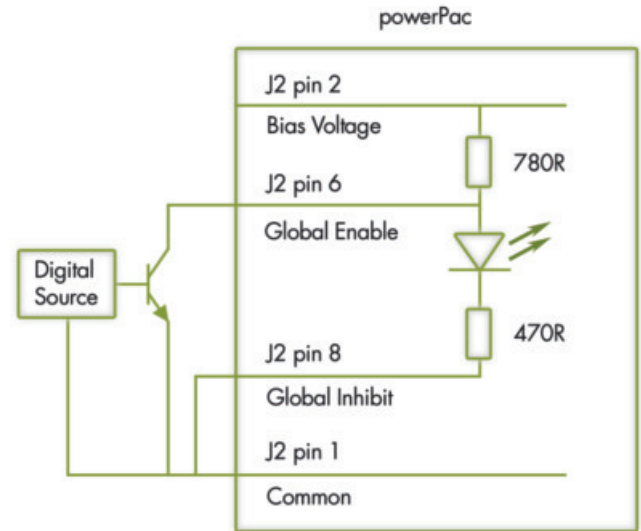 powerPac
J2 pin 2
Bias Voltage
780R
J2 pin 6
Global Enable
Digital
Source
470R
J2 pin 8
Global Inhibit
J2 pin 1
Common